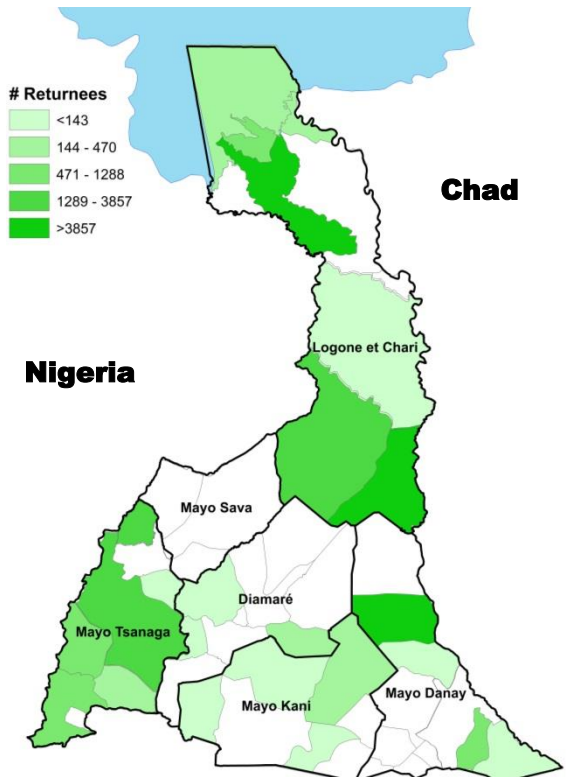 # Returnees
<143
144 - 470
471 - 1288
1289 - 3857
>3857
Chad
Logone et Chari
Nigeria
Mayo Sava
Diamaré
Mayo Tsanaga
Mayo Danay
Mayo Kani